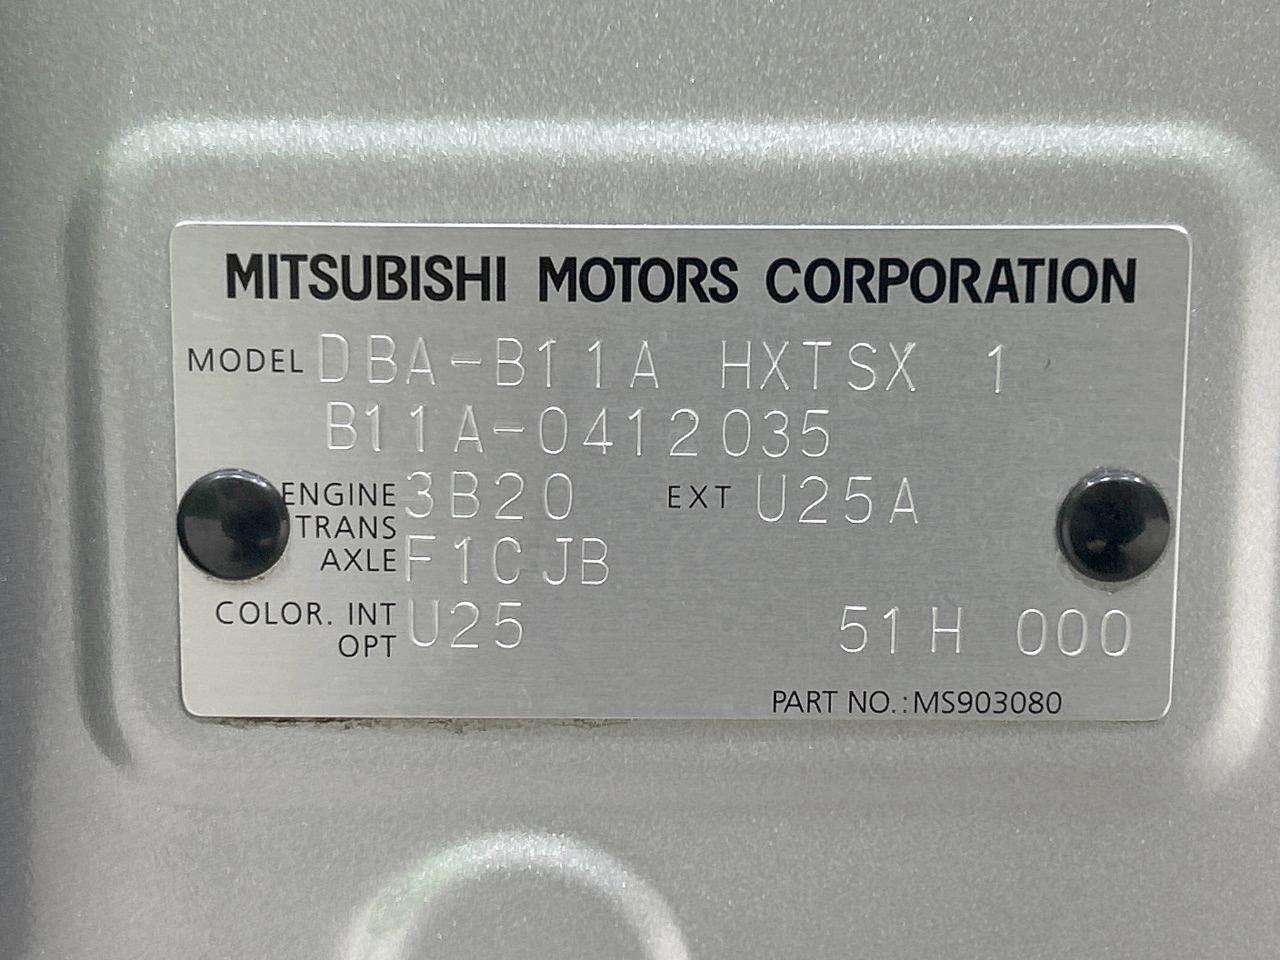 MITSUBISHI MOTORS CORPORATION
MODEL DBA-B11A HXTSX 1
B11A-0412035
ENGINE 3B20 EXT U25A
TRANS
AXLE F1CJB
COLOR. INT
OPT U25 51H 000
PART NO.:MS903080